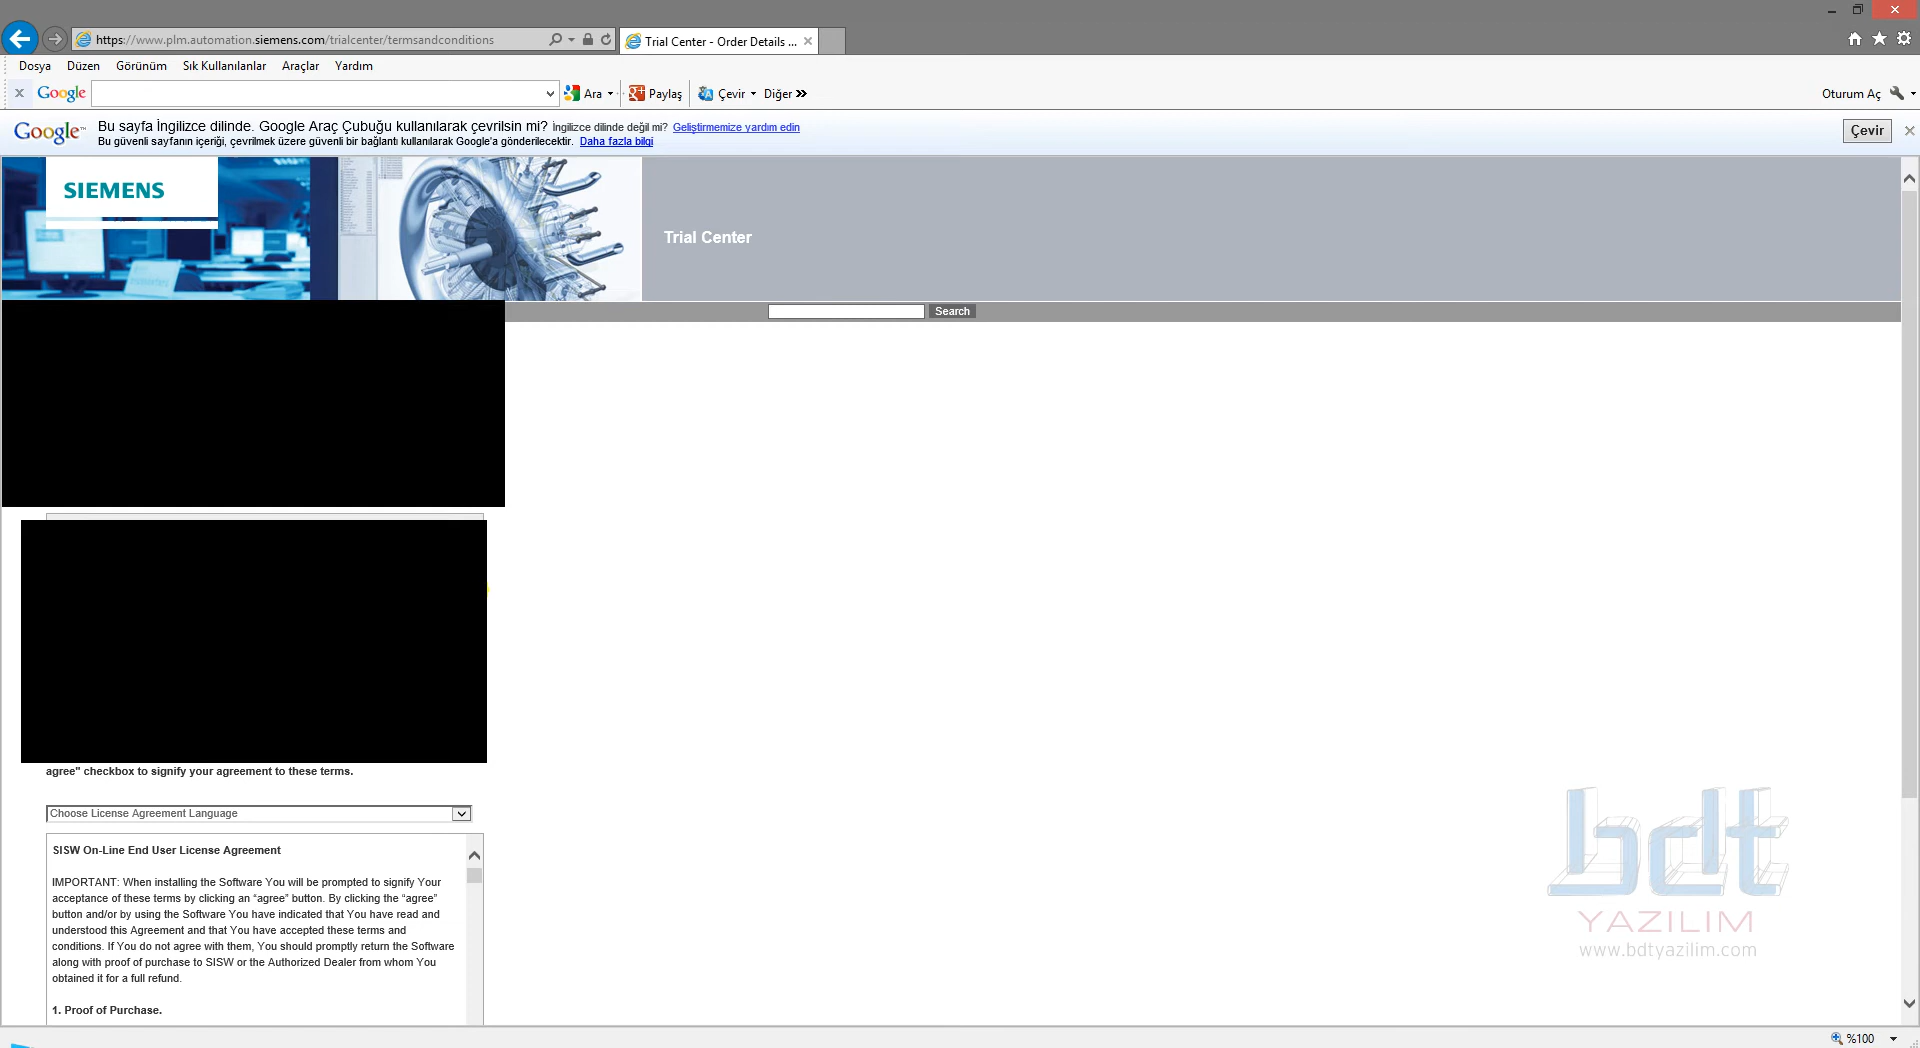 https://www.plm.automation.siemens.com/trialcenter/termsandconditions
Trial Center - Order Details ...
Dosya Düzen Görünüm Sık Kullanılanlar Araçlar Yardım
Google Ara Paylaş Çevir Diğer Oturum Aç
Google Bu sayfa İngilizce dilinde. Google Araç Çubuğu kullanılarak çevrilsin mi? İngilizce dilinde değil mi? Geliştirmemize yardım edin Çevir
Bu güvenli sayfanın içeriği, çevrilmek üzere güvenli bir bağlantı kullanılarak Google'a gönderilecektir. Daha fazla bilgi
SIEMENS
Trial Center
Search
agree" checkbox to signify your agreement to these terms.
Choose License Agreement Language
SISW On-Line End User License Agreement
IMPORTANT: When installing the Software You will be prompted to signify Your
acceptance of these terms by clicking an “agree” button. By clicking the “agree”
button and/or by using the Software You have indicated that You have read and
understood this Agreement and that You have accepted these terms and
conditions. If You do not agree with them, You should promptly return the Software
along with proof of purchase to SISW or the Authorized Dealer from whom You
obtained it for a full refund.
1. Proof of Purchase.
bdt
YAZILIM
www.bdtyazilim.com
%100